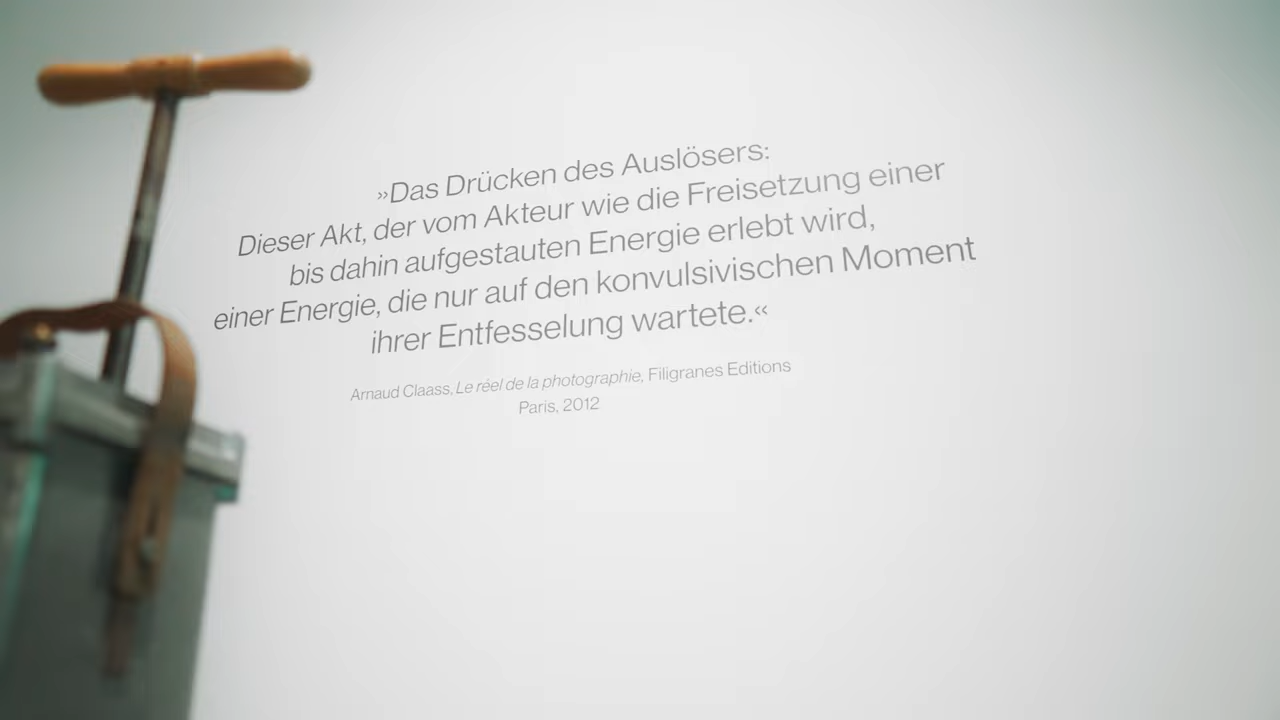 »Das Drücken des Auslösers:
Dieser Akt, der vom Akteur wie die Freisetzung einer
bis dahin aufgestauten Energie erlebt wird,
einer Energie, die nur auf den konvulsivischen Moment
ihrer Entfesselung wartete.«
Arnaud Claass, Le réel de la photographie, Filigranes Editions
Paris, 2012